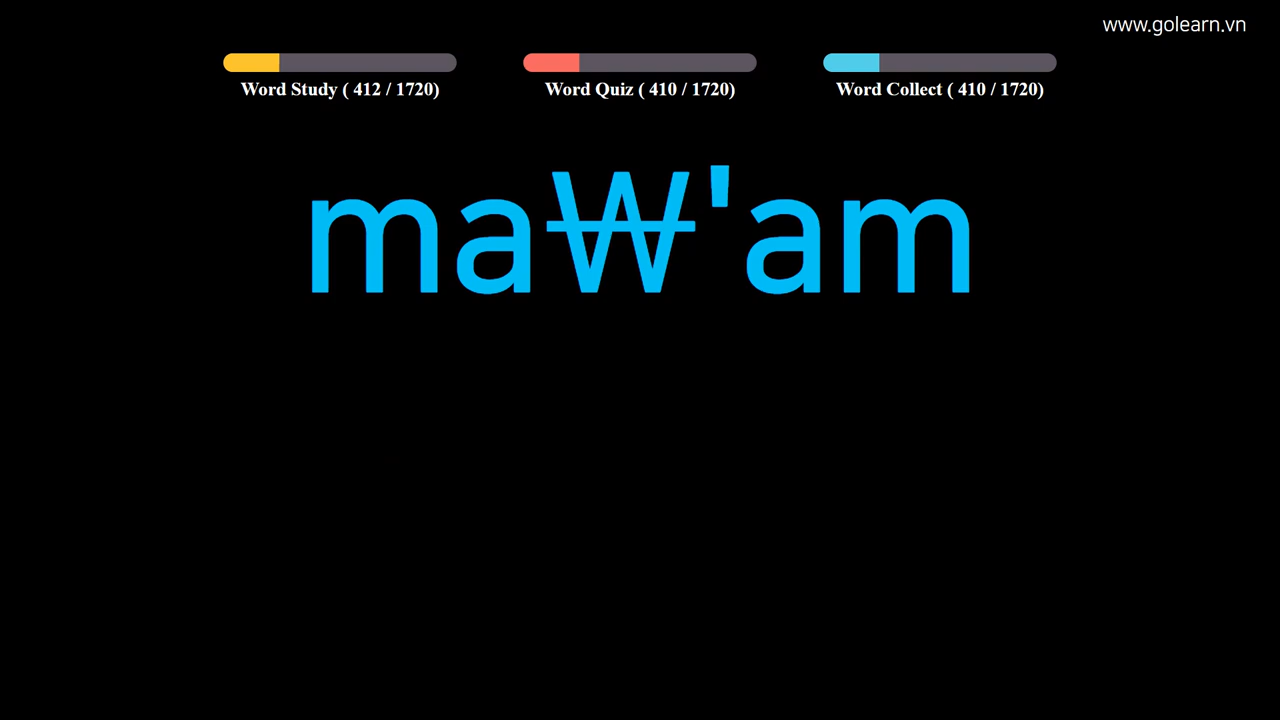 www.golearn.vn
Word Study ( 412 / 1720)
Word Quiz ( 410 / 1720)
Word Collect ( 410 / 1720)
ma₩'am